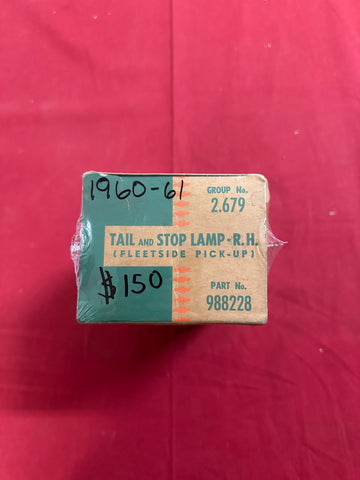 1960-61
GROUP No.
2.679
TAIL AND STOP LAMP-R.H.
(FLEETSIDE PICK-UP)
$150
PART No.
988228